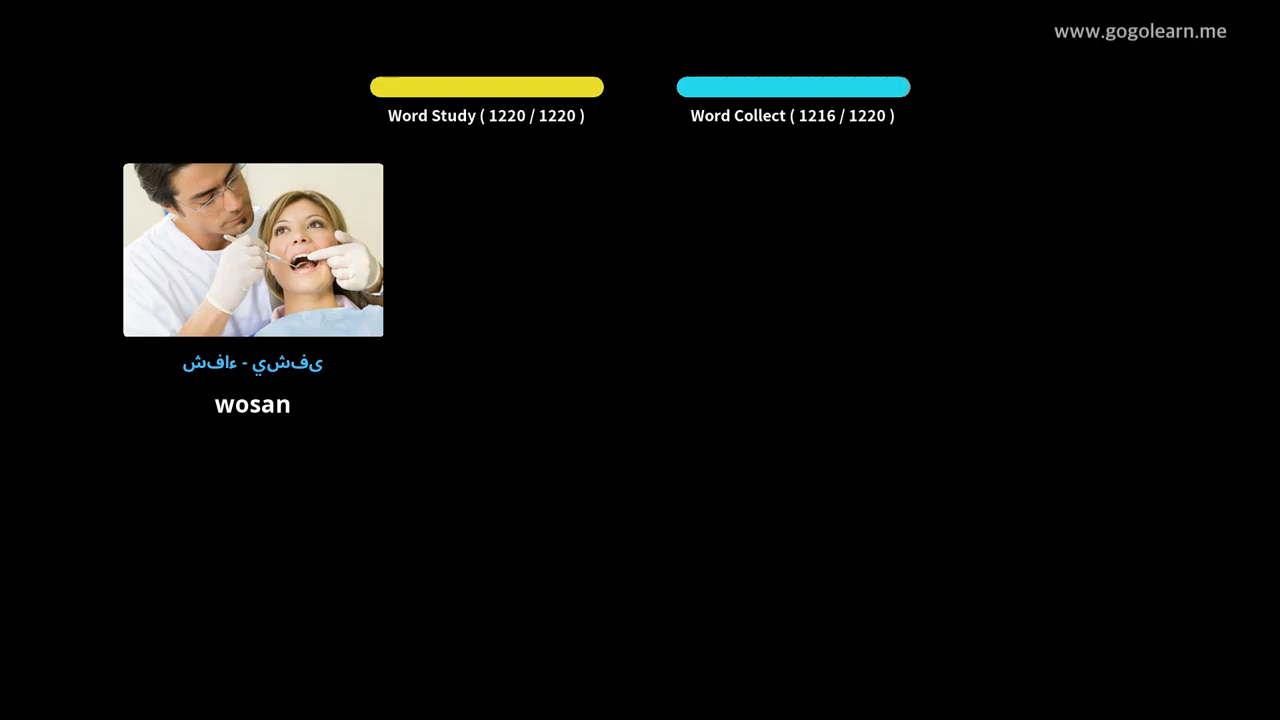 www.gogolearn.me
Word Study ( 1220 / 1220 )
Word Collect ( 1216 / 1220 )
ىفشي - ءافش
wosan